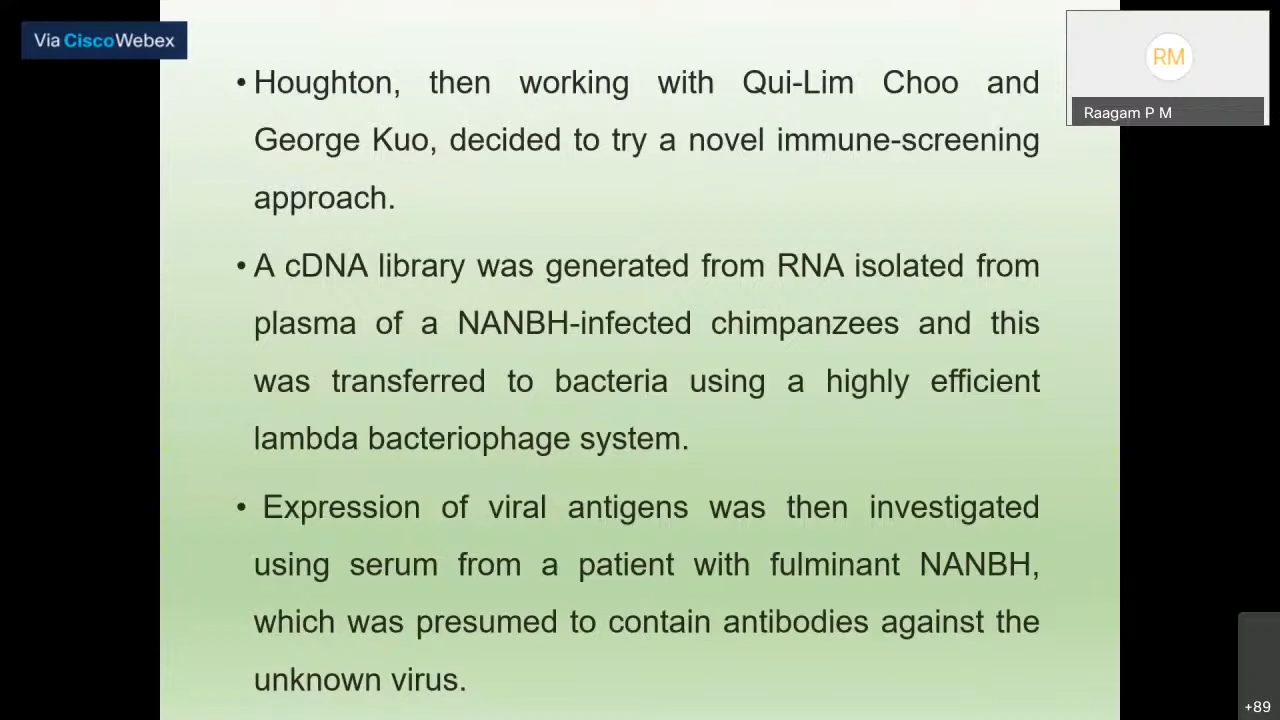 Via CiscoWebex
RM
Raagam P M
• Houghton, then working with Qui-Lim Choo and
George Kuo, decided to try a novel immune-screening
approach.
• A cDNA library was generated from RNA isolated from
plasma of a NANBH-infected chimpanzees and this
was transferred to bacteria using a highly efficient
lambda bacteriophage system.
• Expression of viral antigens was then investigated
using serum from a patient with fulminant NANBH,
which was presumed to contain antibodies against the
unknown virus.
+89